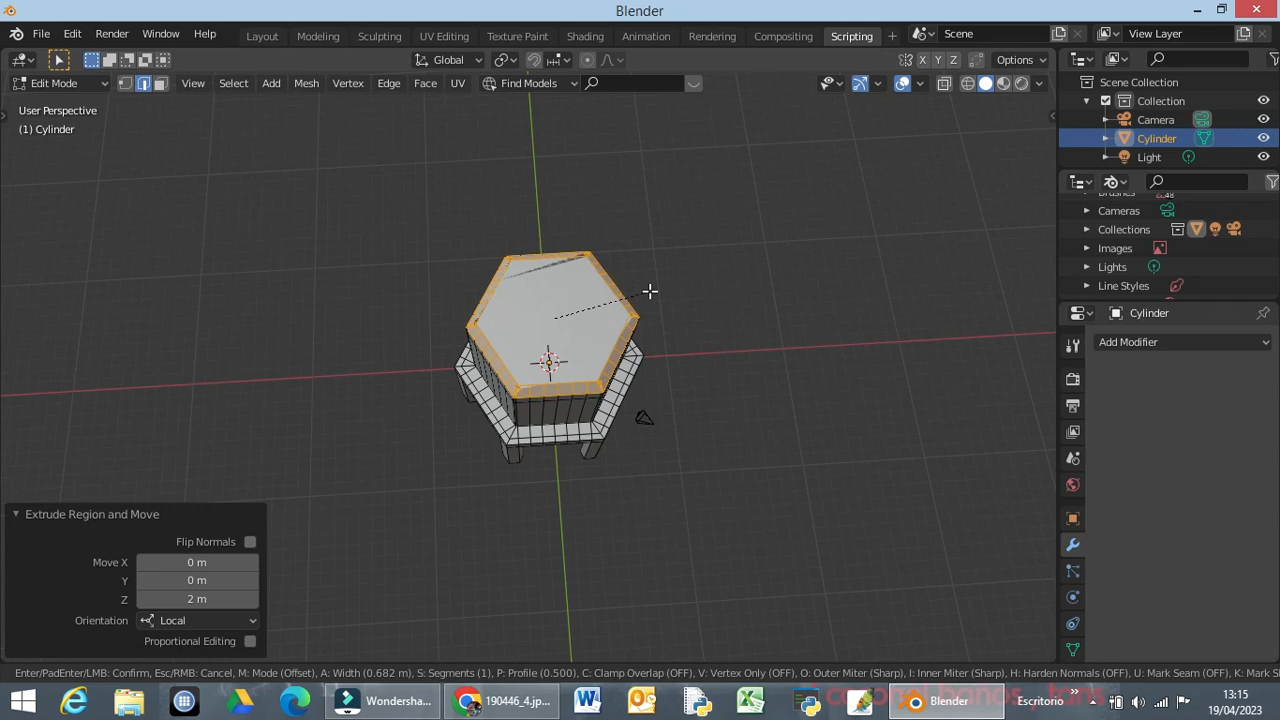 Blender
File Edit Render Window Help
Layout Modeling Sculpting UV Editing Texture Paint Shading Animation Rendering Compositing Scripting
Scene
View Layer
Global
X Y Z
Options
Edit Mode
View Select Add Mesh Vertex Edge Face UV
Find Models
User Perspective
(1) Cylinder
Scene Collection
Collection
Camera
Cylinder
Light
Cameras
Collections
Images
Lights
Line Styles
Cylinder
Add Modifier
Extrude Region and Move
Flip Normals
Move X 0 m
Y 0 m
Z 2 m
Orientation Local
Proportional Editing
Enter/PadEnter/LMB: Confirm, Esc/RMB: Cancel, M: Mode (Offset), A: Width (0.682 m), S: Segments (1), P: Profile (0.500), C: Clamp Overlap (OFF), V: Vertex Only (OFF), O: Outer Miter (Sharp), I: Inner Miter (Sharp), H: Harden Normals (OFF), U: Mark Seam (OFF), K: Mark S
Wondersha...
190446_4.jp...
Blender
Escritorio
13:15
19/04/2023